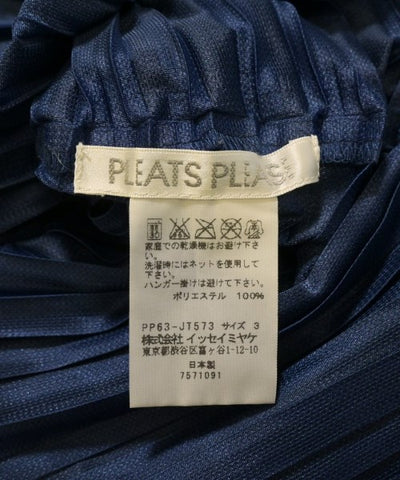 PLEATS PLEAS
家庭での乾燥機はお避け下さ
い。
洗濯時にはネットを使用して
下さい。
ハンガー掛けは避けて下さい。
ポリエステル 100%
PP63-JT573 サイズ 3
株式会社 イッセイミヤケ
東京都渋谷区富ヶ谷1-12-10
日本製
7571091